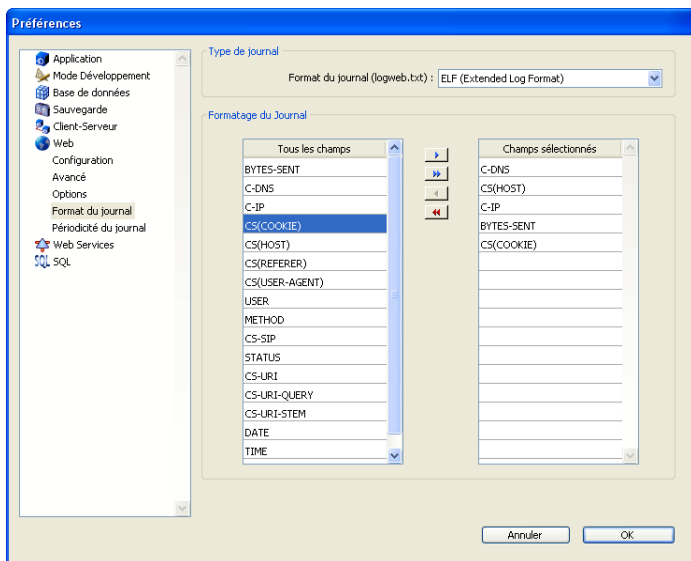 Préférences
Application
Mode Développement
Base de données
Sauvegarde
Client-Serveur
Web
Configuration
Avancé
Options
Format du journal
Périodicité du journal
Web Services
SQL SQL
Type de journal
Format du journal (logweb.txt) : ELF (Extended Log Format)
Formatage du Journal
Tous les champs
BYTES-SENT
C-DNS
C-IP
CS(COOKIE)
CS(HOST)
CS(REFERER)
CS(USER-AGENT)
USER
METHOD
CS-SIP
STATUS
CS-URI
CS-URI-QUERY
CS-URI-STEM
DATE
TIME
Champs sélectionnés
C-DNS
CS(HOST)
C-IP
BYTES-SENT
CS(COOKIE)
Annuler OK